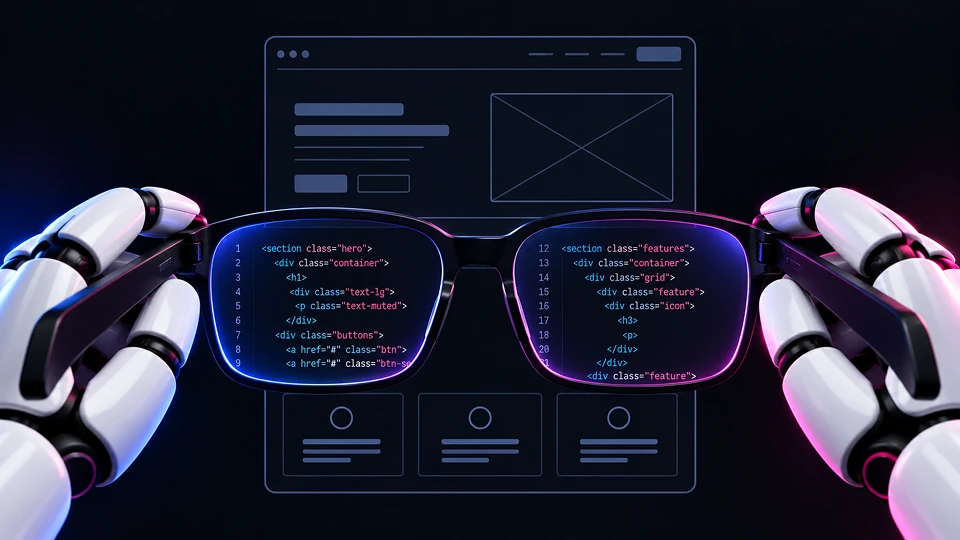 1 <section class="hero">
2 <div class="container">
3 <h1>
4 <div class="text-lg">
5 <p class="text-muted">
6 </div>
7 <div class="buttons">
8 <a href="#" class="btn">
9 <a href="#" class="btn-se
12 <section class="features">
13 <div class="container">
14 <div class="grid">
15 <div class="feature">
16 <div class="icon">
17 <h3>
18 <p>
20 </div>
</div>
<div class="feature">